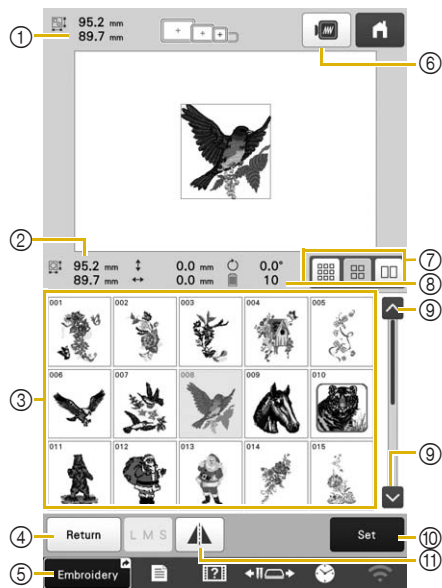 ① 95.2 mm
89.7 mm
⑥
②
95.2 mm 0.0 mm 0.0°
89.7 mm 0.0 mm 10
⑦
⑧
001 002 003 004 005
⑨
006 007 008 009 010
③
011 012 013 014 015
⑨
④ Return L M S Set ⑩
⑪
⑤ Embroidery